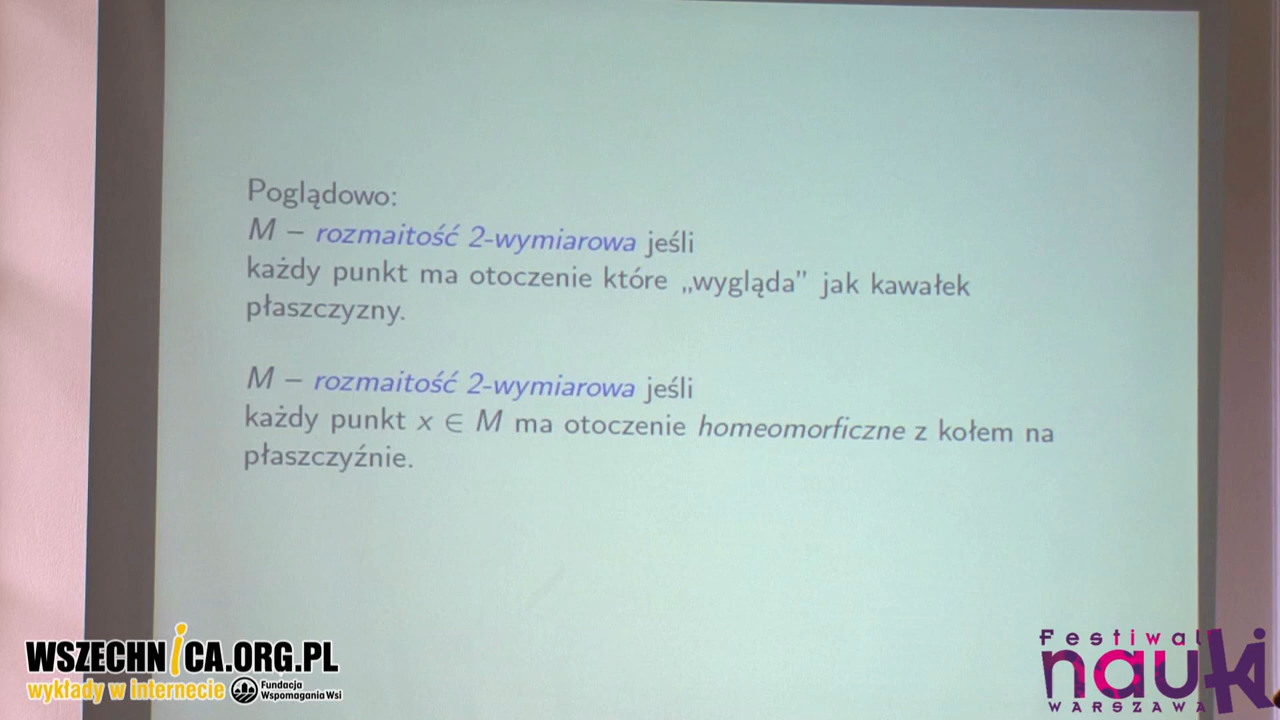 Poglądowo:
M – rozmaitość 2-wymiarowa jeśli
każdy punkt ma otoczenie które „wygląda” jak kawałek
płaszczyzny.
M – rozmaitość 2-wymiarowa jeśli
każdy punkt x ∈ M ma otoczenie homeomorficzne z kołem na
płaszczyźnie.
WSZECHNICA.ORG.PL
wykłady w internecie
Fundacja
Wspomagania Wsi
Festiwal
nauki
WARSZAWA